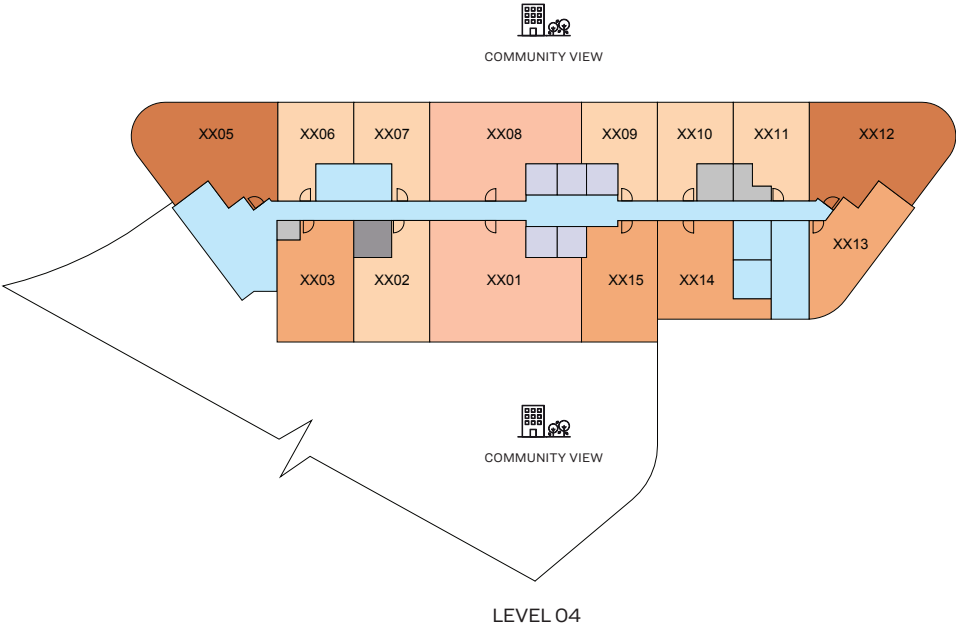 COMMUNITY VIEW
XX05
XX06
XX07
XX08
XX09
XX10
XX11
XX12
XX13
XX03
XX02
XX01
XX15
XX14
COMMUNITY VIEW
LEVEL 04